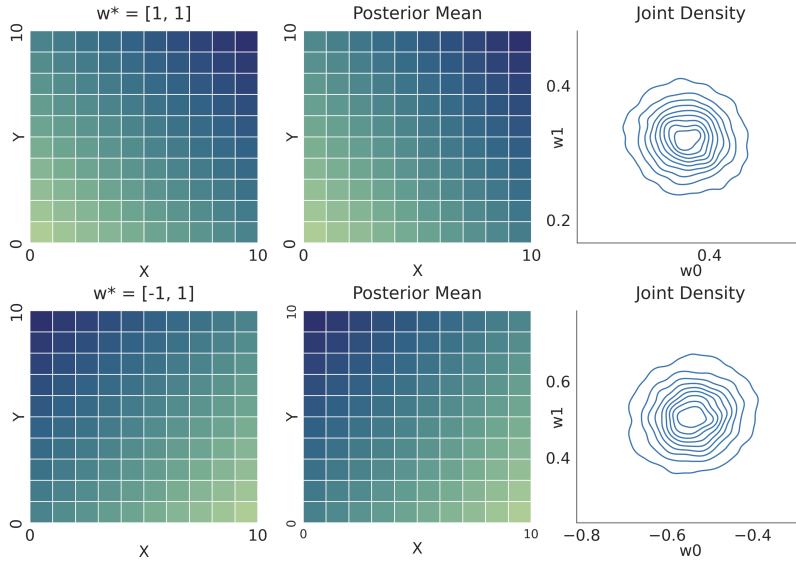 w* = [1, 1]
Posterior Mean
Joint Density
10
Y
0
0
10
X
10
Y
0
0
10
X
0.4
w1
0.2
0.4
w0
w* = [-1, 1]
Posterior Mean
Joint Density
10
Y
0
0
10
X
10
Y
0
0
10
X
0.6
w1
0.4
−0.8
−0.6
−0.4
w0